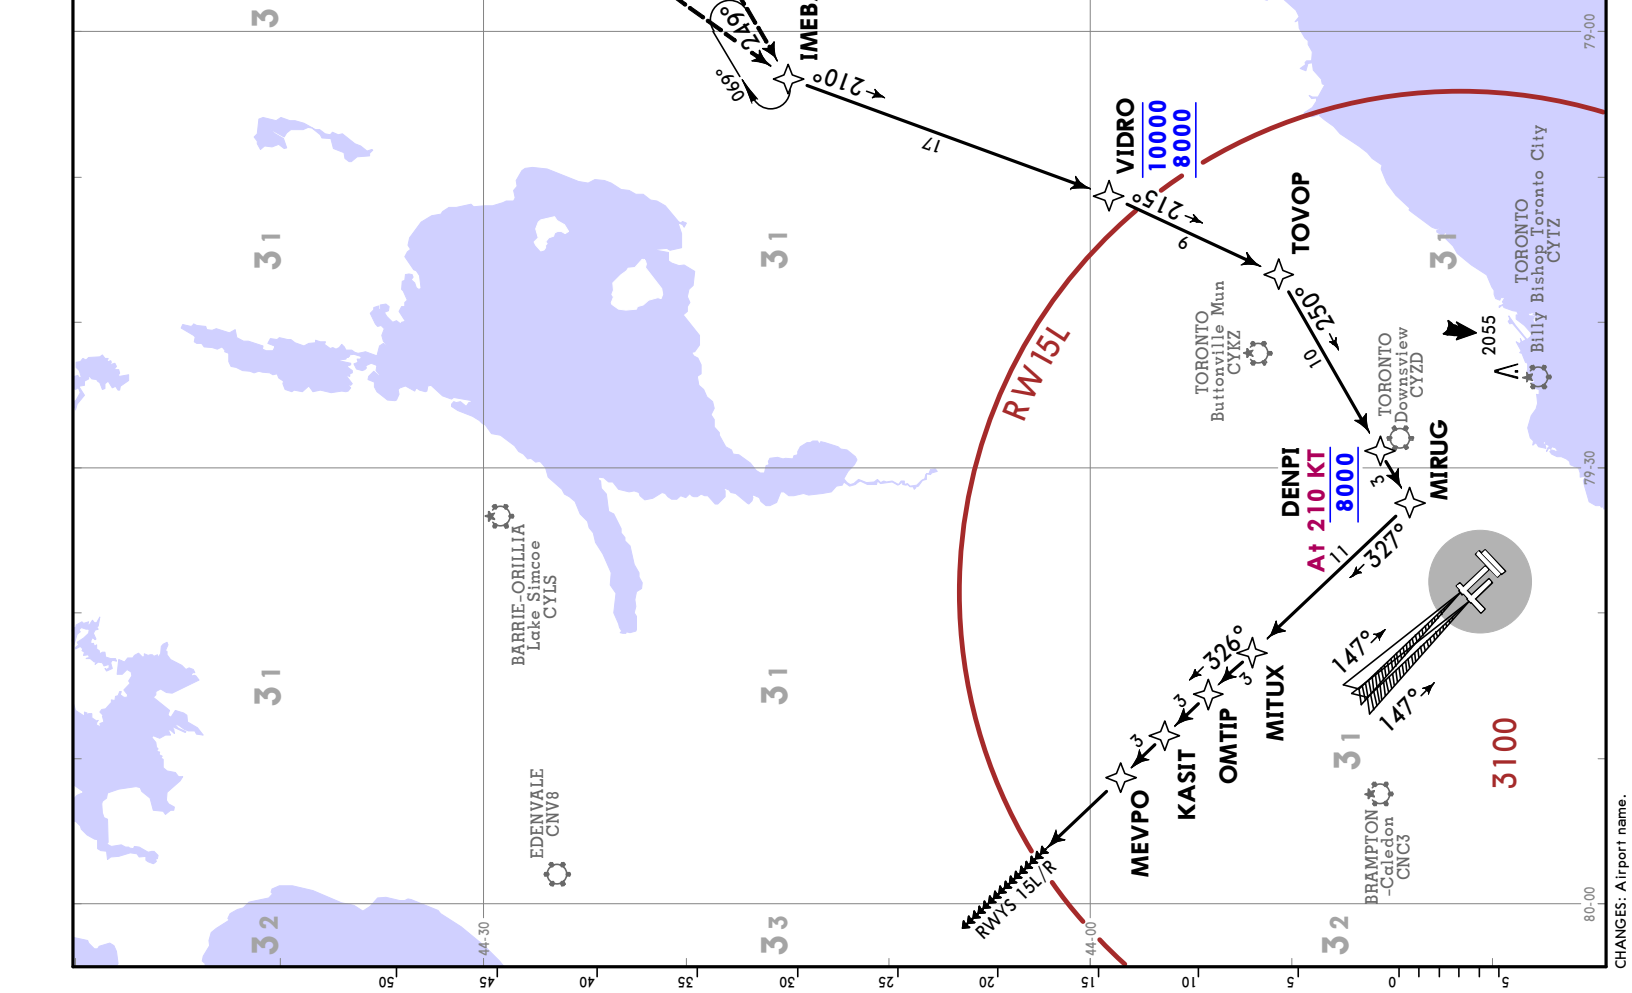 3
249°
069°
IMEB
210°
17
VIDRO
10000
8000
79-00
215°
9
TOVOP
TORONTO
Billy Bishop Toronto City
CYTZ
31
31
31
31
RW15L
TORONTO
Buttonville Mun
CYKZ
250°
10
TORONTO
Downsview
CYZD
2055
DENPI
At 210 KT
8000
3
MIRUG
79-30
BARRIE-ORILLIA
Lake Simcoe
CYLS
11
327°
326°
3
3
3
MITUX
OMTIP
KASIT
MEVPO
147°
147°
31
31
31
3100
EDENVALE
CNV8
BRAMPTON
-Caledon
CNC3
RWYS 15L/R
32
33
32
44-30
44-00
80-00
50
45
40
35
30
25
20
15
10
5
0
5
CHANGES: Airport name.